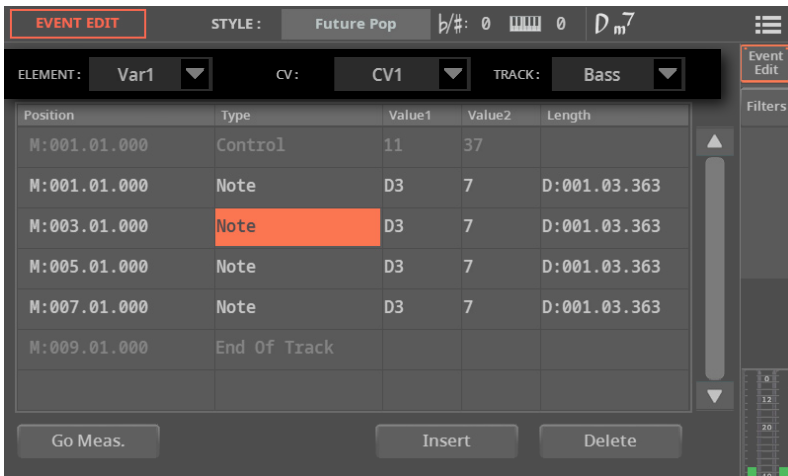 EVENT EDIT STYLE : Future Pop ♭/#: 0 0 Dm7
ELEMENT : Var1 CV : CV1 TRACK : Bass
Event
Edit
Filters
Position Type Value1 Value2 Length
M:001.01.000 Control 11 37
M:001.01.000 Note D3 7 D:001.03.363
M:003.01.000 Note D3 7 D:001.03.363
M:005.01.000 Note D3 7 D:001.03.363
M:007.01.000 Note D3 7 D:001.03.363
M:009.01.000 End Of Track
0
12
20
Go Meas. Insert Delete